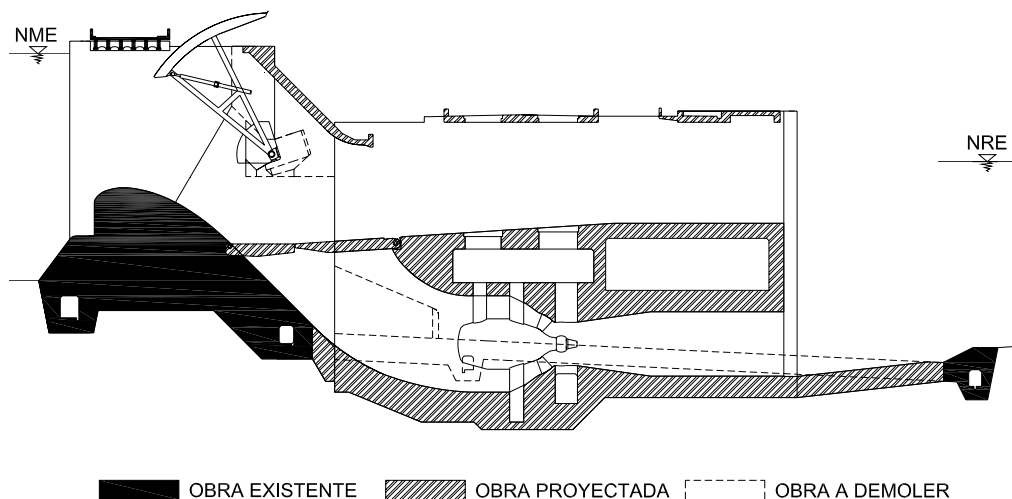 NME
NRE
OBRA EXISTENTE
OBRA PROYECTADA
OBRA A DEMOLER